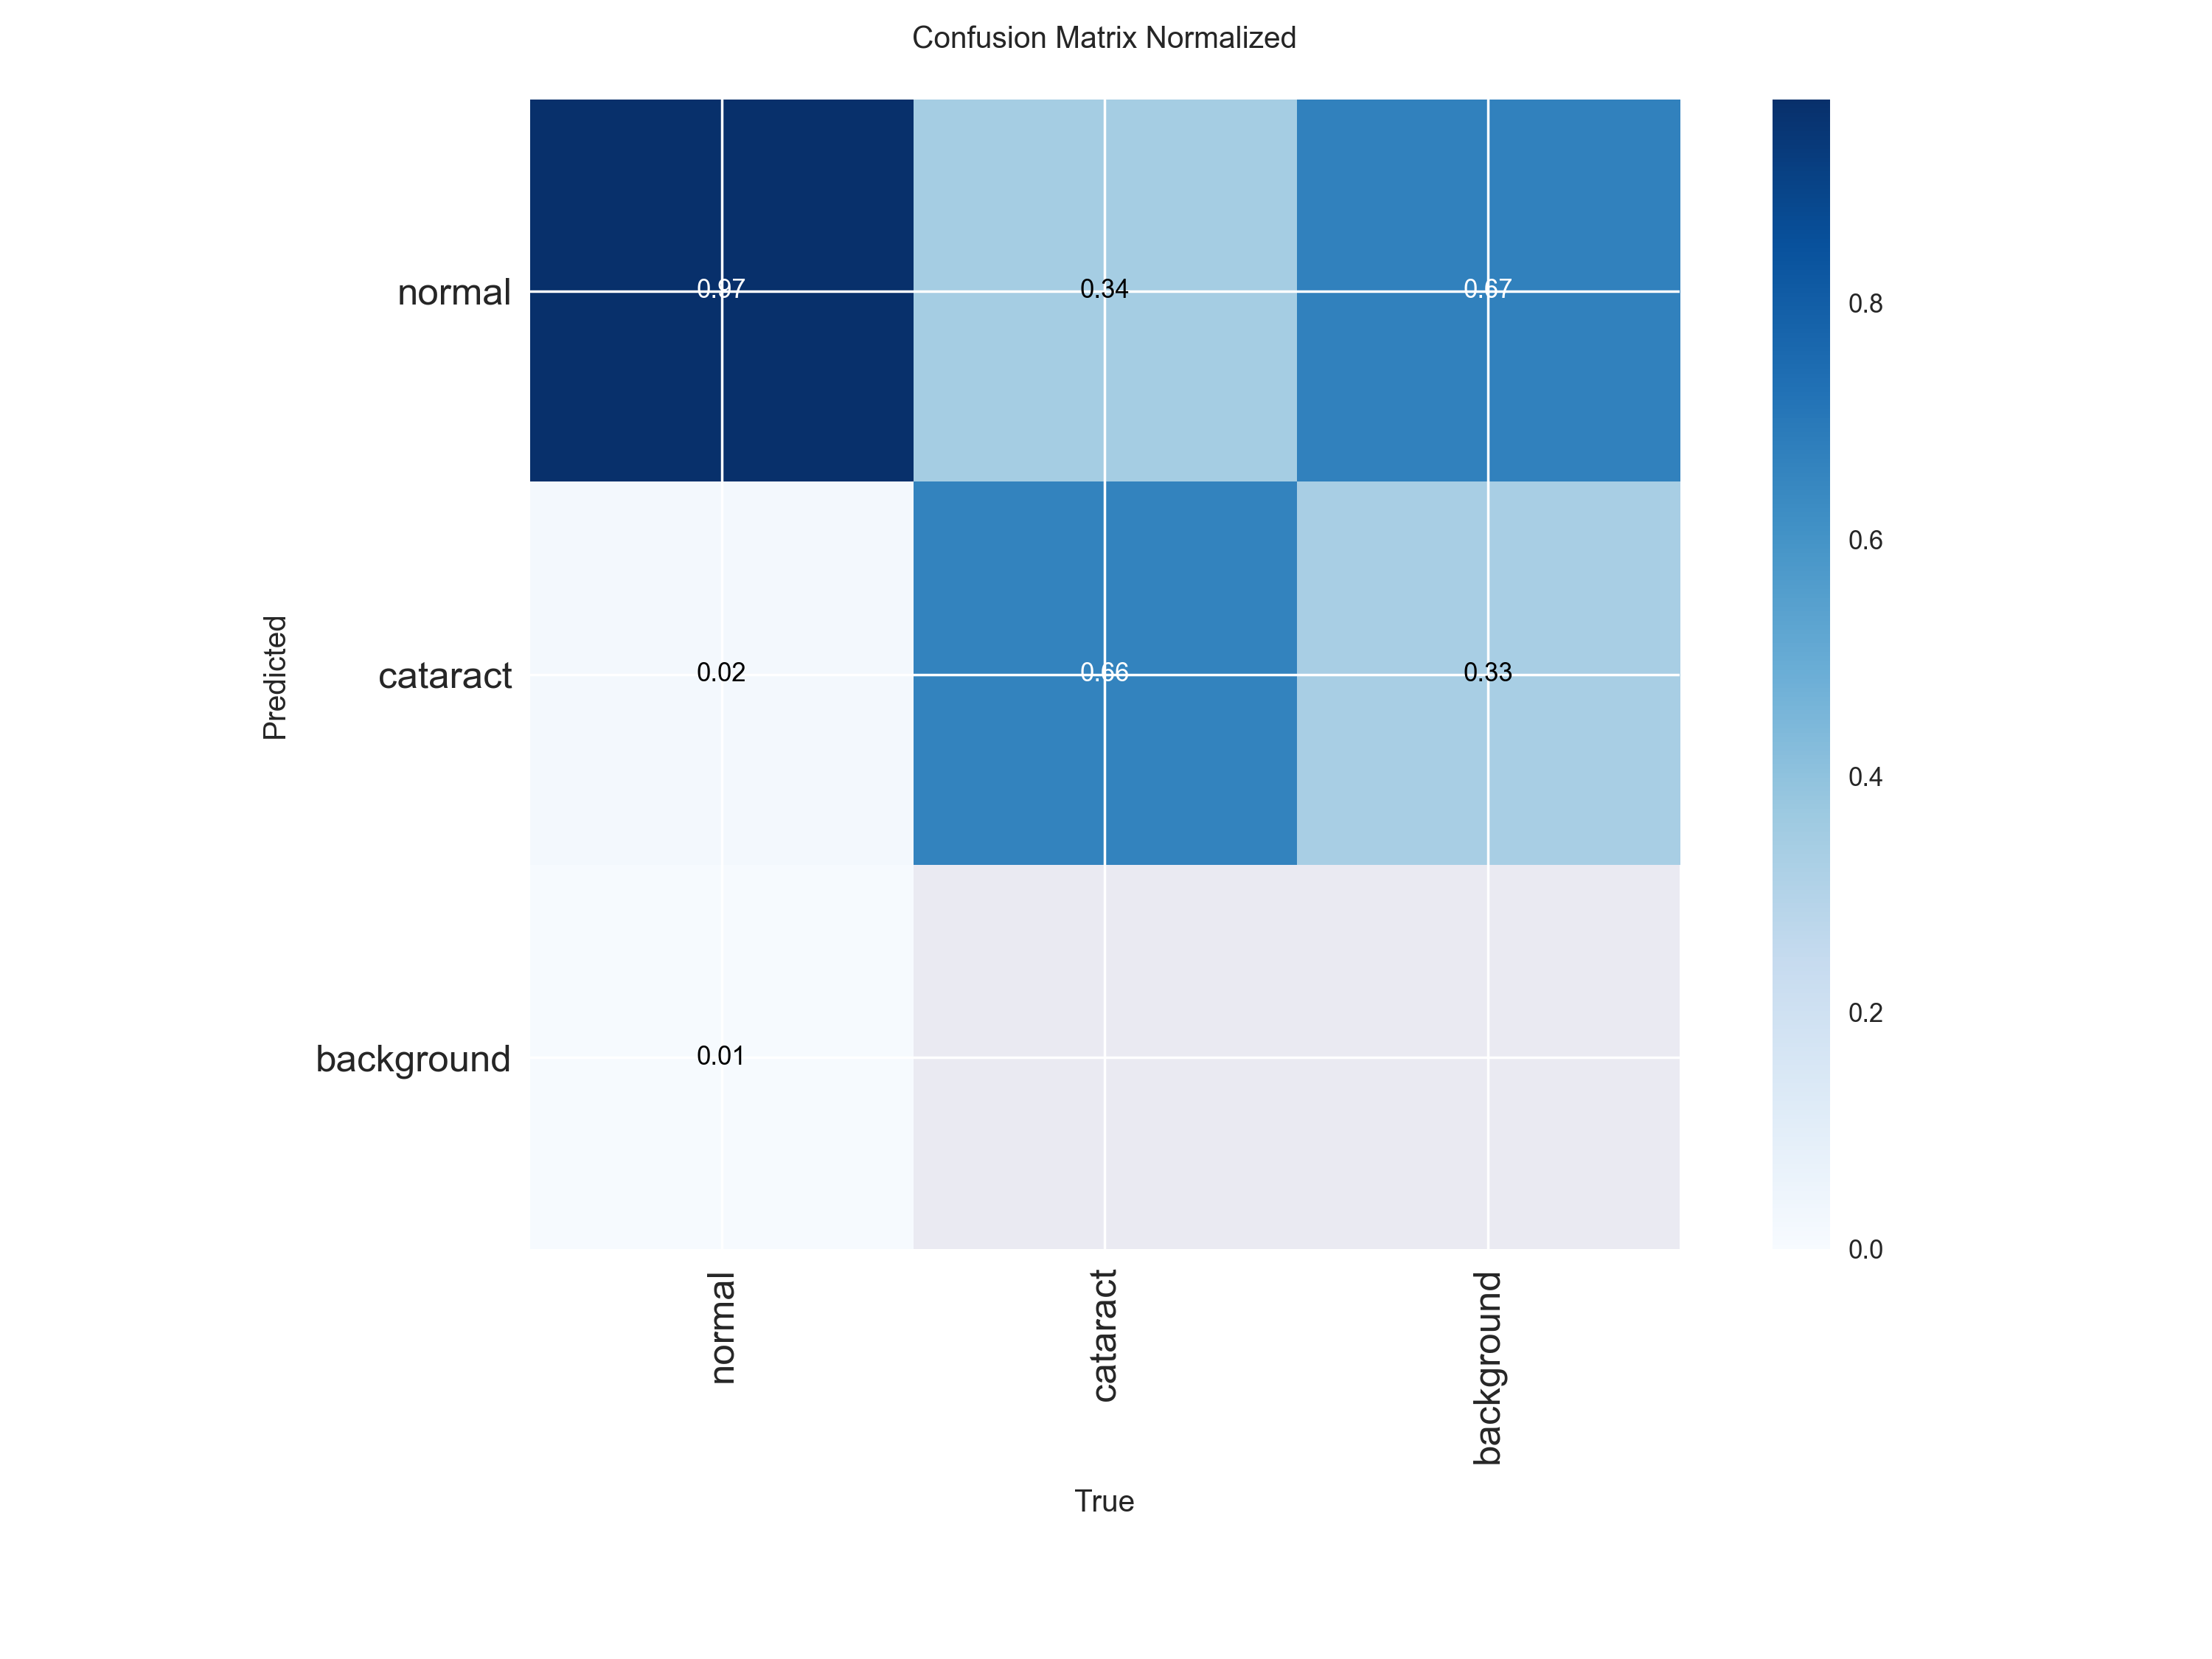 Confusion Matrix Normalized
Predicted
normal
0.97
0.34
0.67
cataract
0.02
0.66
0.33
background
0.01
normal
cataract
background
True
0.8
0.6
0.4
0.2
0.0